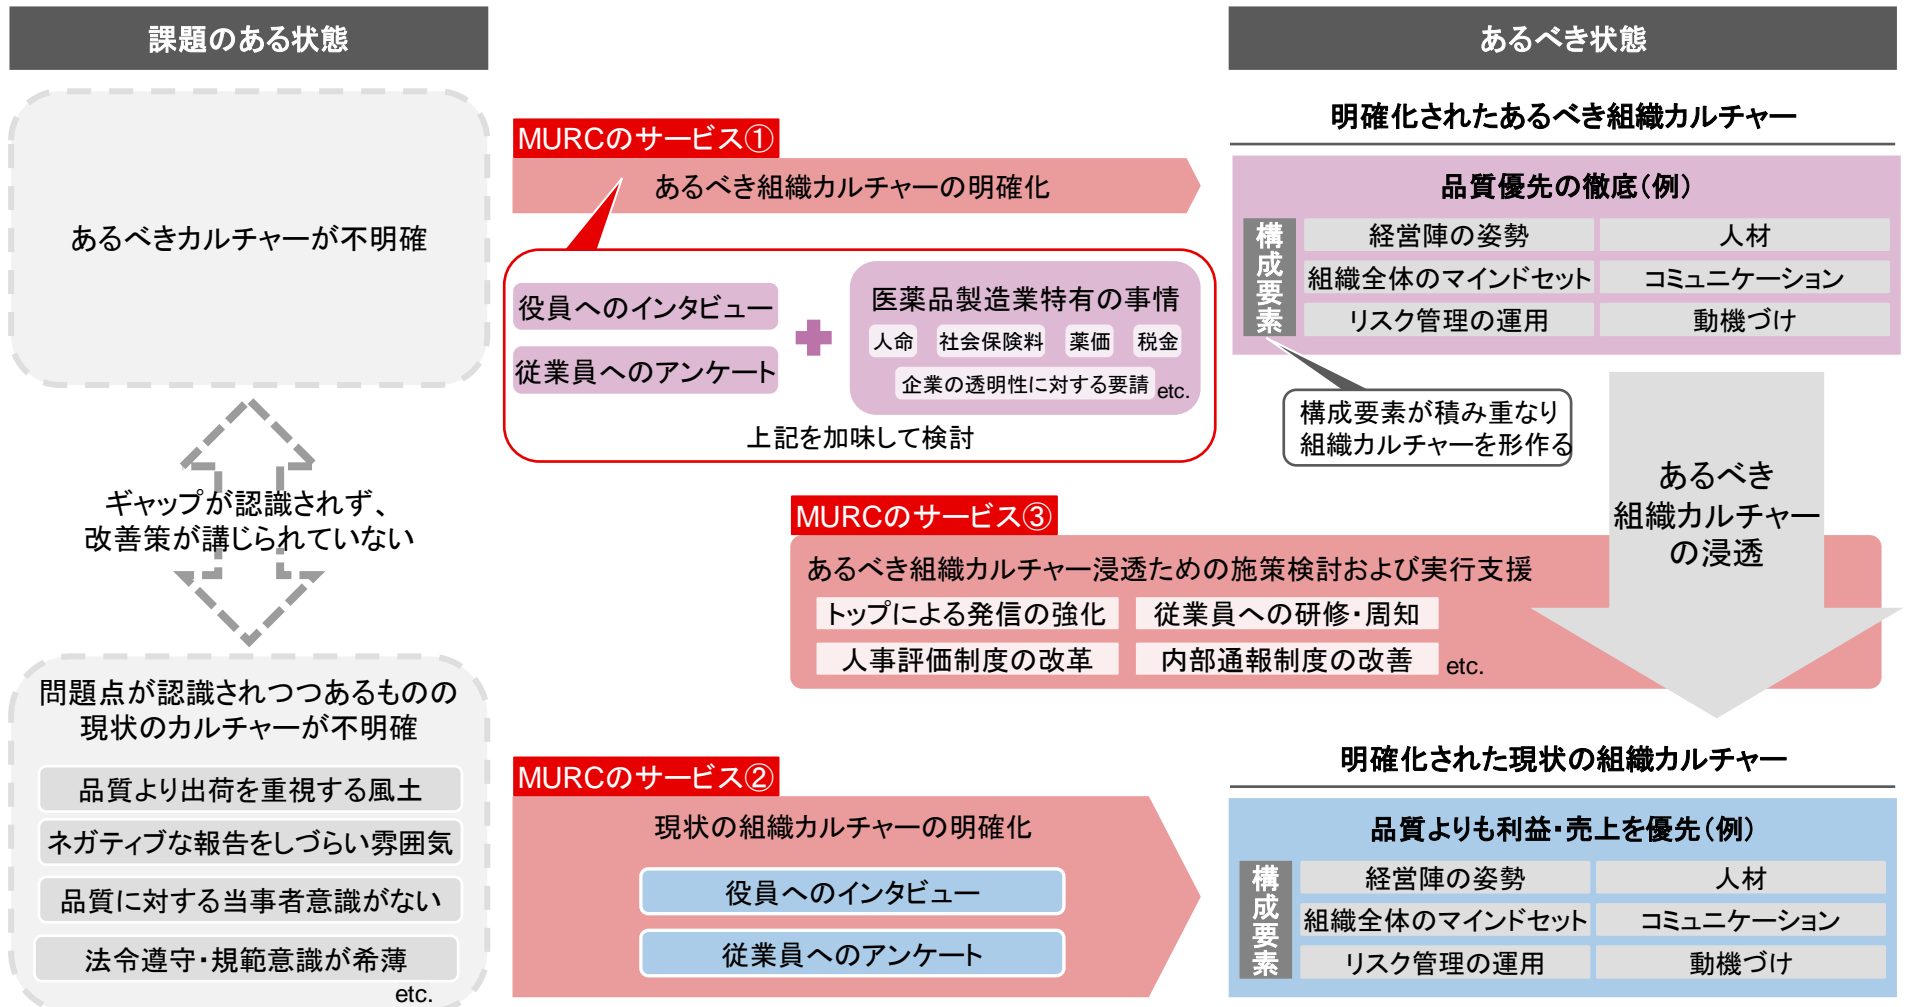 課題のある状態
あるべき状態
あるべきカルチャーが不明確
ギャップが認識されず、
改善策が講じられていない
問題点が認識されつつあるものの
現状のカルチャーが不明確
品質より出荷を重視する風土
ネガティブな報告をしづらい雰囲気
品質に対する当事者意識がない
法令遵守・規範意識が希薄
etc.
MURCのサービス①
あるべき組織カルチャーの明確化
役員へのインタビュー
従業員へのアンケート
医薬品製造業特有の事情
人命 社会保険料 薬価 税金
企業の透明性に対する要請 etc.
上記を加味して検討
明確化されたあるべき組織カルチャー
品質優先の徹底(例)
構成要素
経営陣の姿勢 人材
組織全体のマインドセット コミュニケーション
リスク管理の運用 動機づけ
構成要素が積み重なり
組織カルチャーを形作る
あるべき
組織カルチャー
の浸透
MURCのサービス③
あるべき組織カルチャー浸透ための施策検討および実行支援
トップによる発信の強化 従業員への研修・周知
人事評価制度の改革 内部通報制度の改善 etc.
MURCのサービス②
現状の組織カルチャーの明確化
役員へのインタビュー
従業員へのアンケート
明確化された現状の組織カルチャー
品質よりも利益・売上を優先(例)
構成要素
経営陣の姿勢 人材
組織全体のマインドセット コミュニケーション
リスク管理の運用 動機づけ